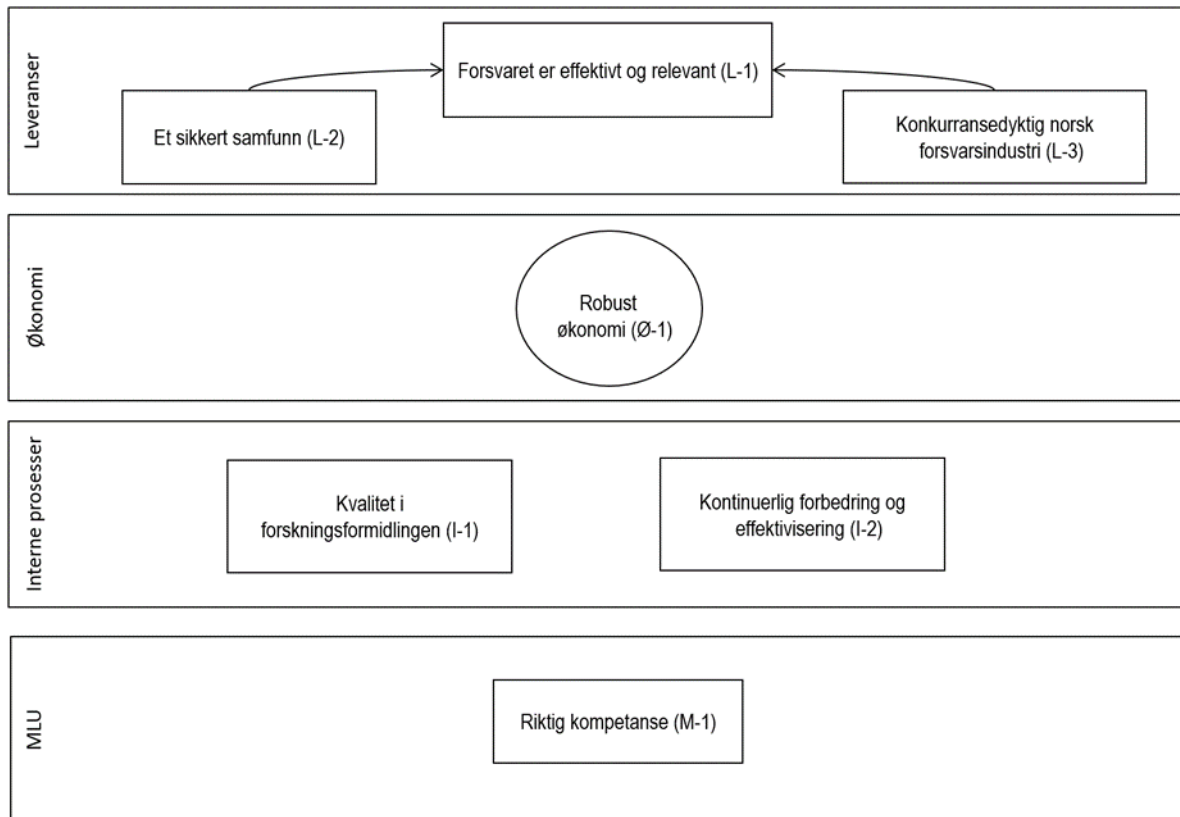 Leveranser
Forsvaret er effektivt og relevant (L-1)
Et sikkert samfunn (L-2)
Konkurransedyktig norsk
forsvarsindustri (L-3)
Økonomi
Robust
økonomi (Ø-1)
Interne prosesser
Kvalitet i
forskningsformidlingen (I-1)
Kontinuerlig forbedring og
effektivisering (I-2)
MLU
Riktig kompetanse (M-1)